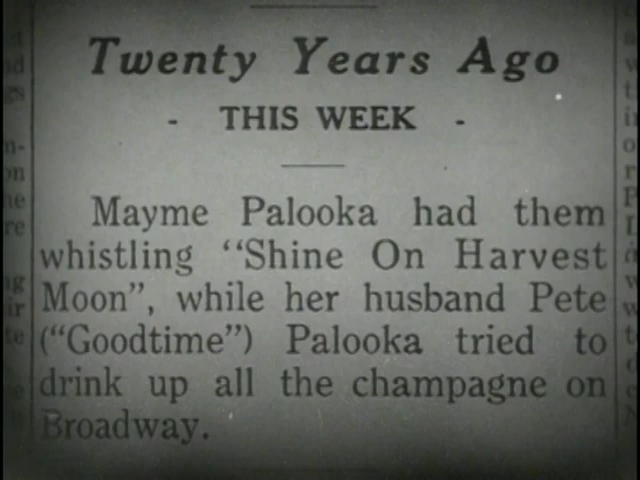 Twenty Years Ago
- THIS WEEK -
Mayme Palooka had them
whistling "Shine On Harvest
Moon", while her husband Pete
("Goodtime") Palooka tried to
drink up all the champagne on
Broadway.